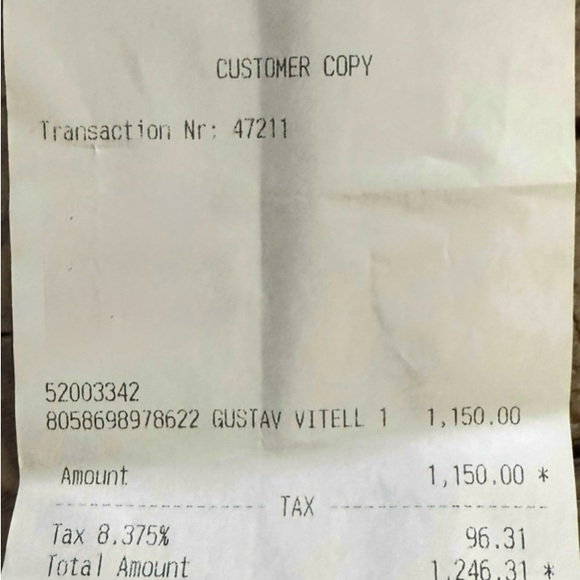 CUSTOMER COPY
Transaction Nr: 47211
52003342
8058698978622 GUSTAV VITELL 1 1,150.00
Amount 1,150.00 *
TAX
Tax 8.375% 96.31
Total Amount 1,246.31 *